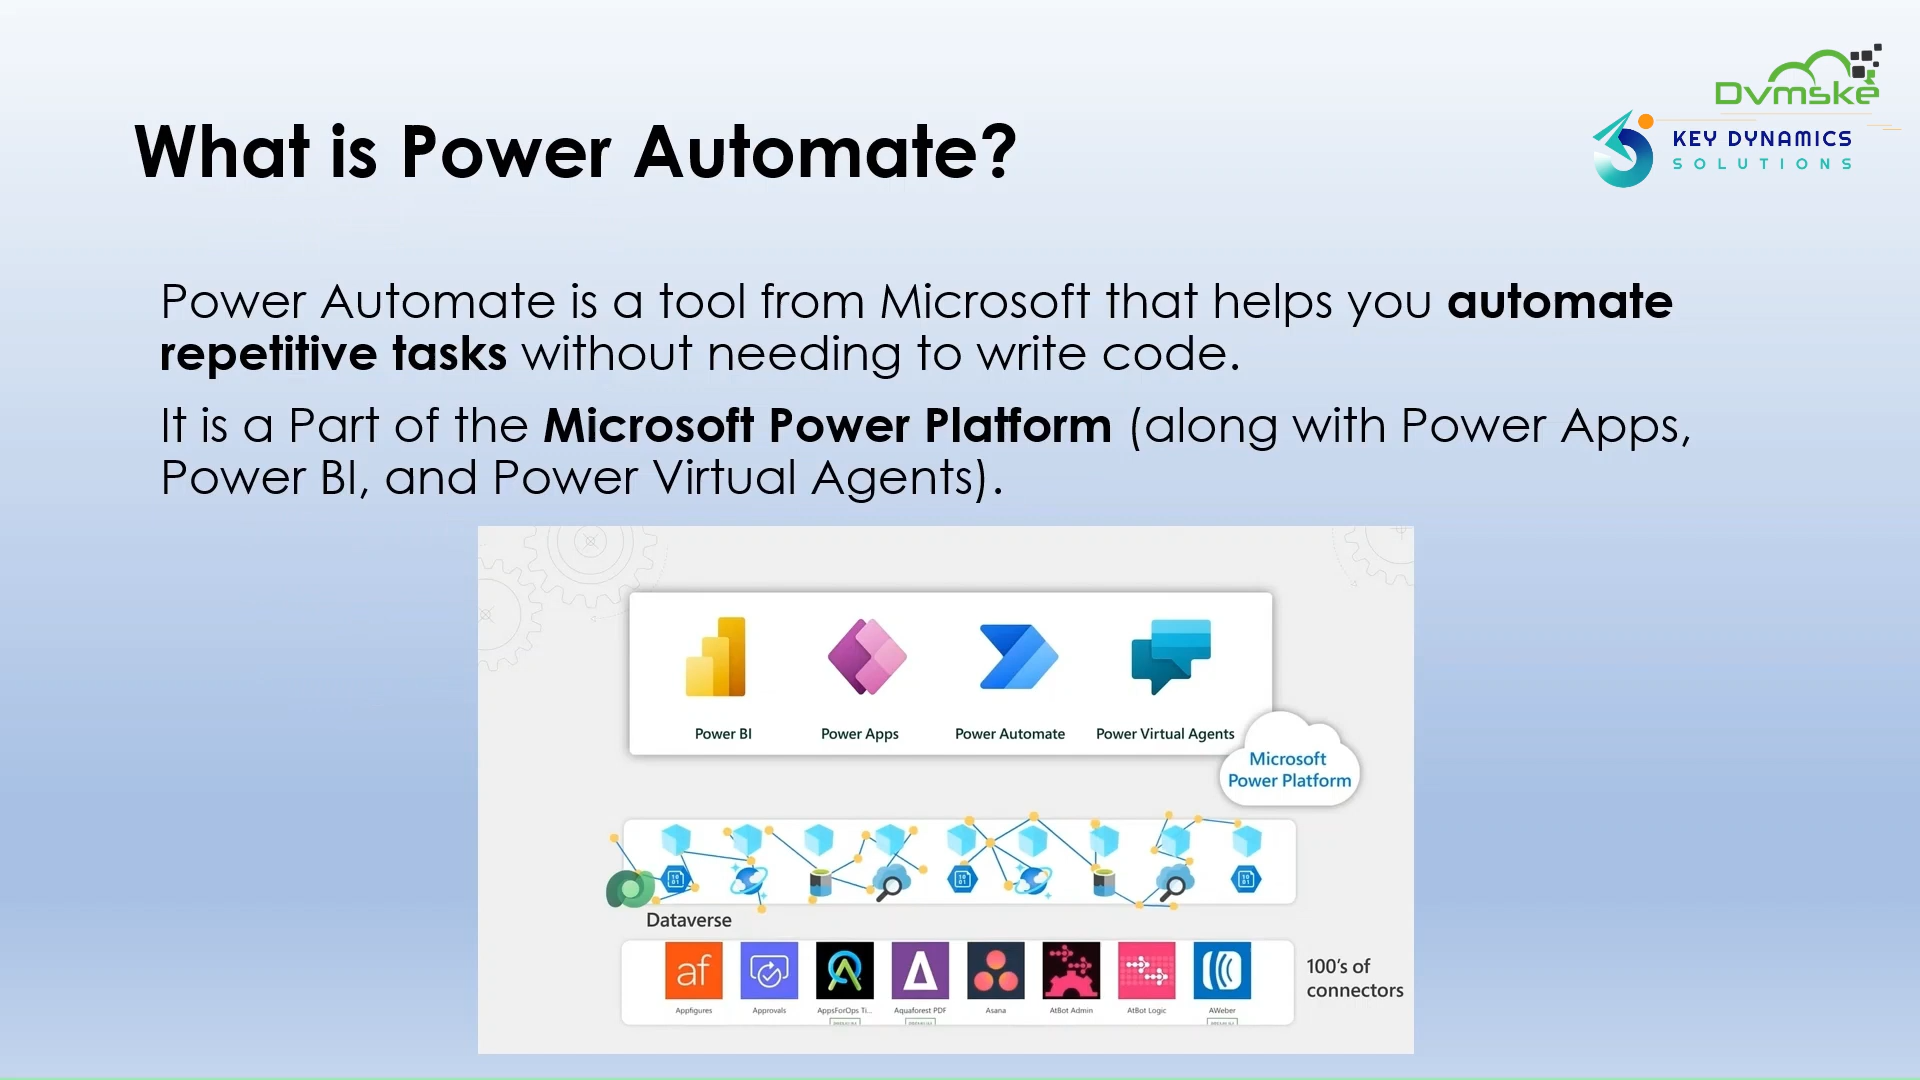 Dvmske
KEY DYNAMICS
SOLUTIONS
What is Power Automate?
Power Automate is a tool from Microsoft that helps you automate
repetitive tasks without needing to write code.
It is a Part of the Microsoft Power Platform (along with Power Apps,
Power BI, and Power Virtual Agents).
Power BI Power Apps Power Automate Power Virtual Agents
Microsoft
Power Platform
Dataverse
af
100's of
connectors
Appfigures Approvals AppsForOps Ti... Aquaforest PDF Asana AtBot Admin AtBot Logic AWeber